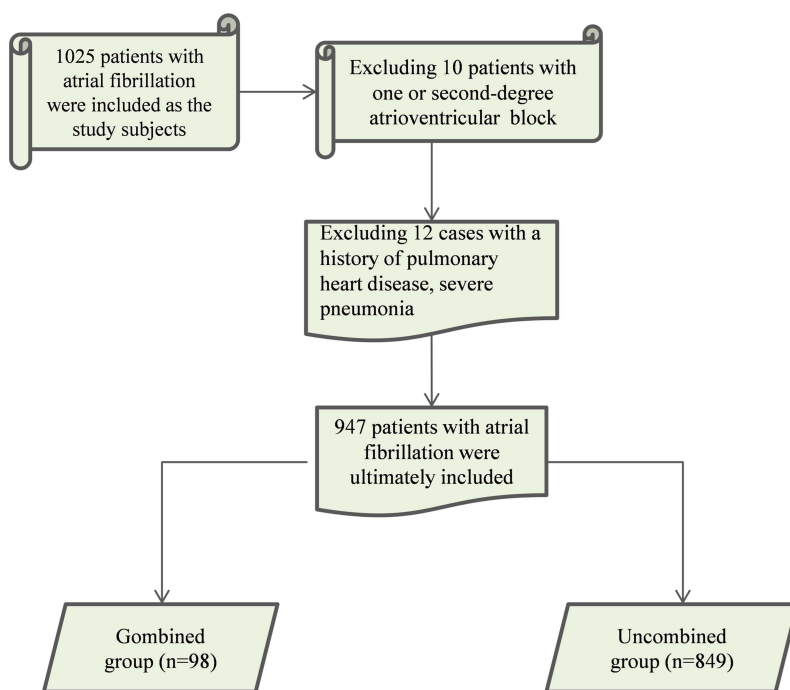 1025 patients with
atrial fibrillation
were included as the
study subjects
Excluding 10 patients with
one or second-degree
atrioventricular block
Excluding 12 cases with a
history of pulmonary
heart disease, severe
pneumonia
947 patients with atrial
fibrillation were
ultimately included
Gombined
group (n=98)
Uncombined
group (n=849)